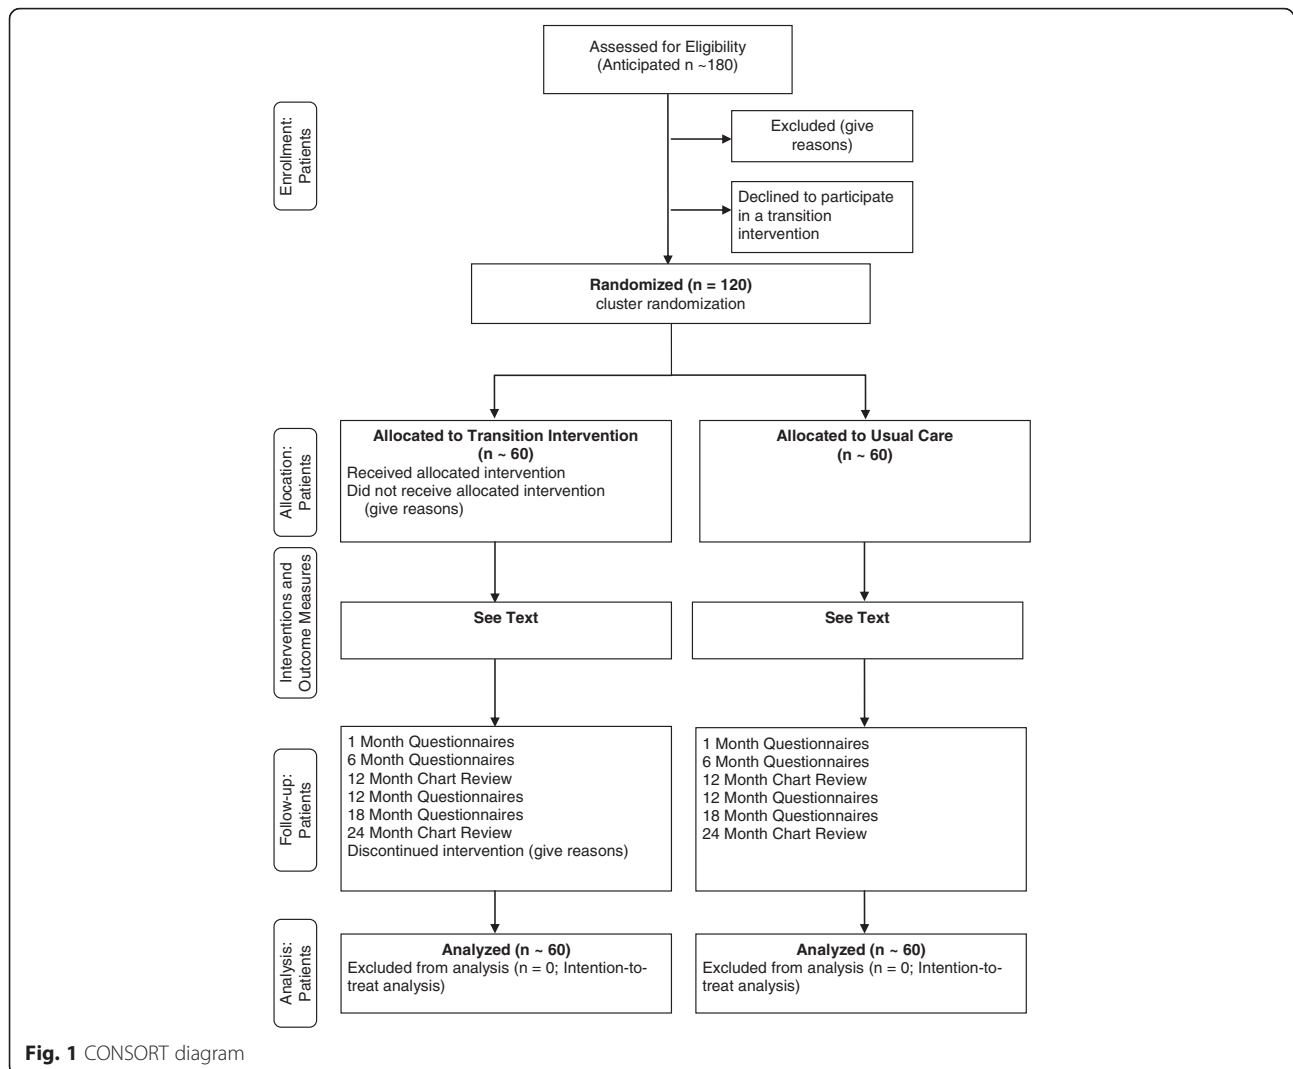 Assessed for Eligibility
(Anticipated n ~180)
Enrollment:
Patients
Excluded (give
reasons)
Declined to participate
in a transition
intervention
Randomized (n = 120)
cluster randomization
Allocation:
Patients
Allocated to Transition Intervention
(n ~ 60)
Received allocated intervention
Did not receive allocated intervention
(give reasons)
Allocated to Usual Care
(n ~ 60)
Interventions and
Outcome Measures
See Text
See Text
Follow-up:
Patients
1 Month Questionnaires
6 Month Questionnaires
12 Month Chart Review
12 Month Questionnaires
18 Month Questionnaires
24 Month Chart Review
Discontinued intervention (give reasons)
1 Month Questionnaires
6 Month Questionnaires
12 Month Chart Review
12 Month Questionnaires
18 Month Questionnaires
24 Month Chart Review
Analysis:
Patients
Analyzed (n ~ 60)
Excluded from analysis (n = 0; Intention-to-
treat analysis)
Analyzed (n ~ 60)
Excluded from analysis (n = 0; Intention-to-
treat analysis)
Fig. 1 CONSORT diagram